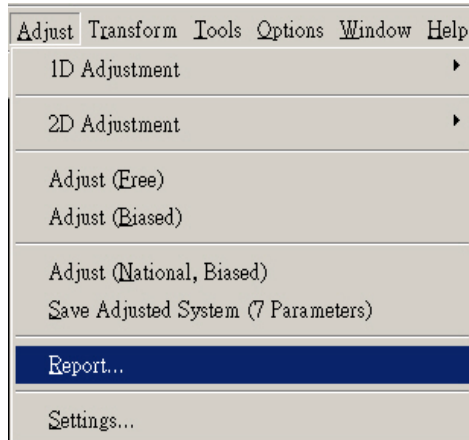 Adjust Transform Tools Options Window Help
1D Adjustment
2D Adjustment
Adjust (Free)
Adjust (Biased)
Adjust (National, Biased)
Save Adjusted System (7 Parameters)
Report...
Settings...